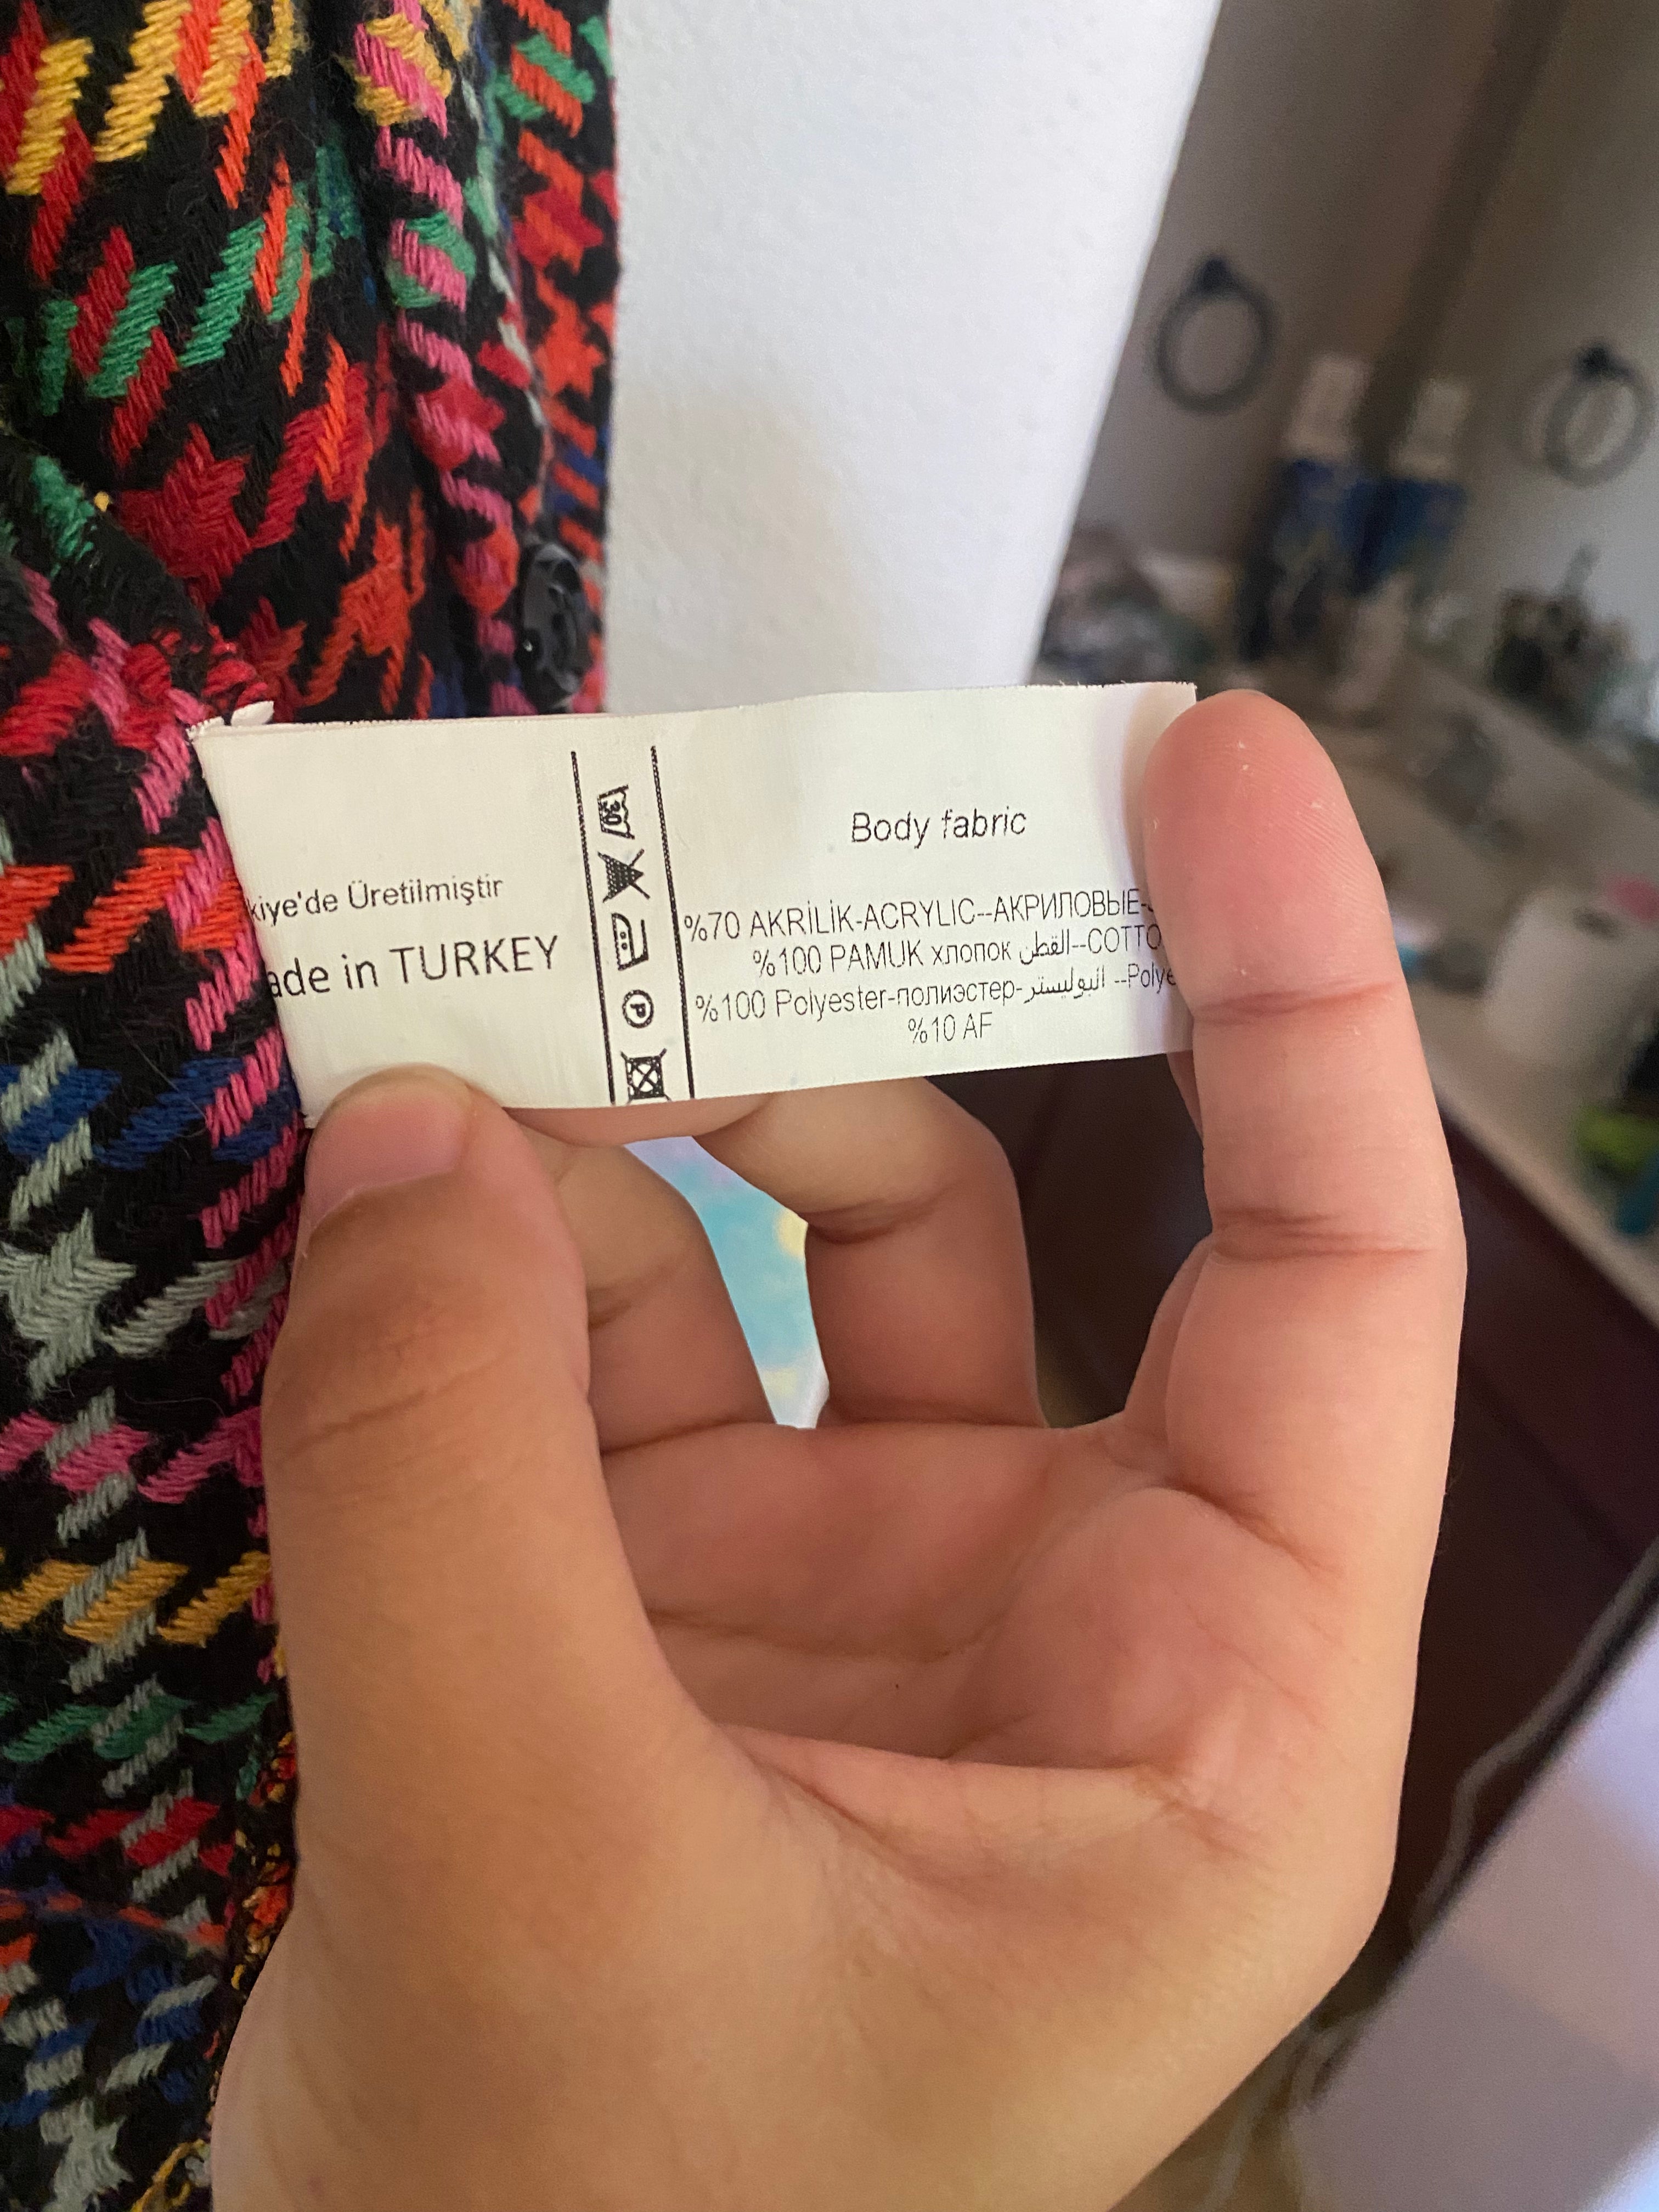 kiye'de Üretilmiştir
ade in TURKEY
30
P
Body fabric
%70 AKRİLİK-ACRYLIC--АКРИЛОВЫЕ-
%100 PAMUK хлопок القطن--COTTO
%100 Polyester-полиэстер-البوليستر --Polye
%10 AF